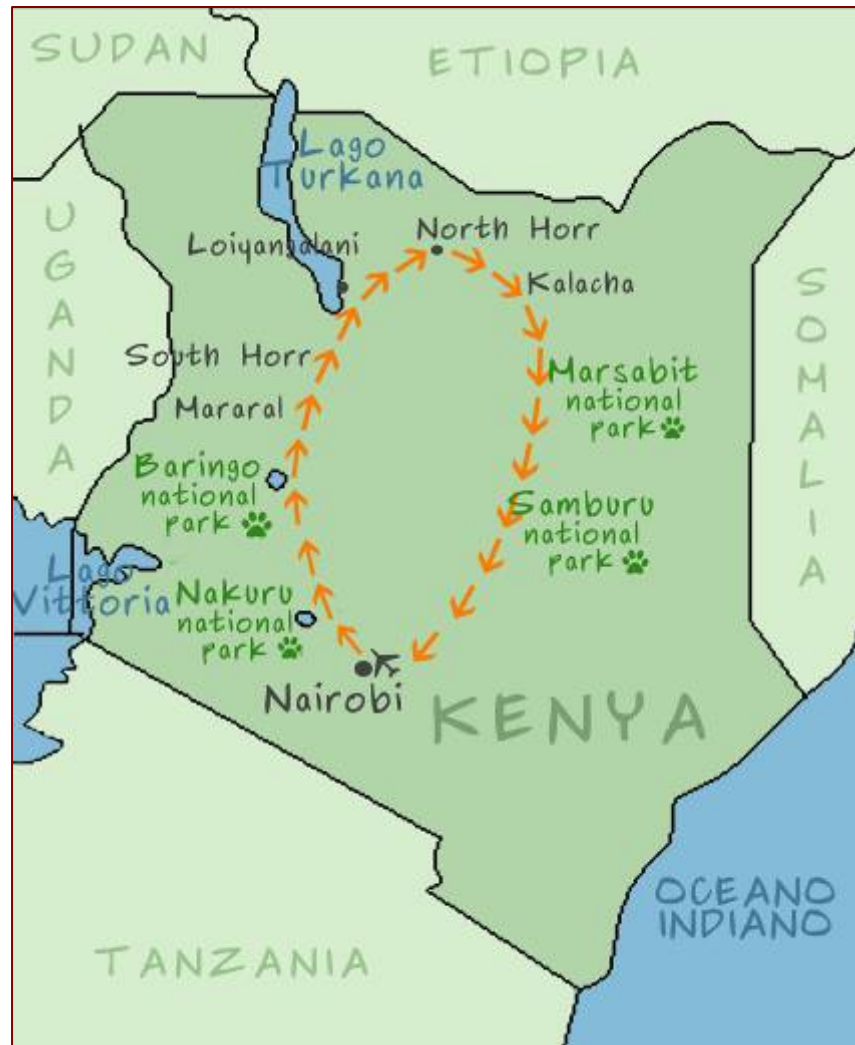 SUDAN
ETIOPIA
Lago
Turkana
UGANDA
North Horr
Loiyangalani
Kalacha
SOMALIA
South Horr
Marsabit
national
park
Mararal
Baringo
national
park
Samburu
national
park
Lago
Vittoria
Nakuru
national
park
Nairobi
KENYA
OCEANO
INDIANO
TANZANIA